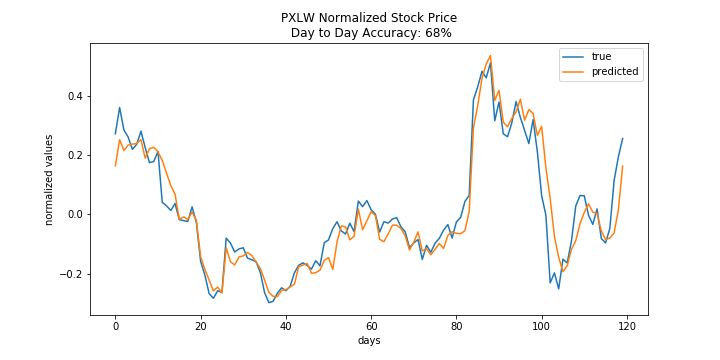 PXLW Normalized Stock Price
Day to Day Accuracy: 68%
true
predicted
normalized values
0.4
0.2
0.0
−0.2
0 20 40 60 80 100 120
days